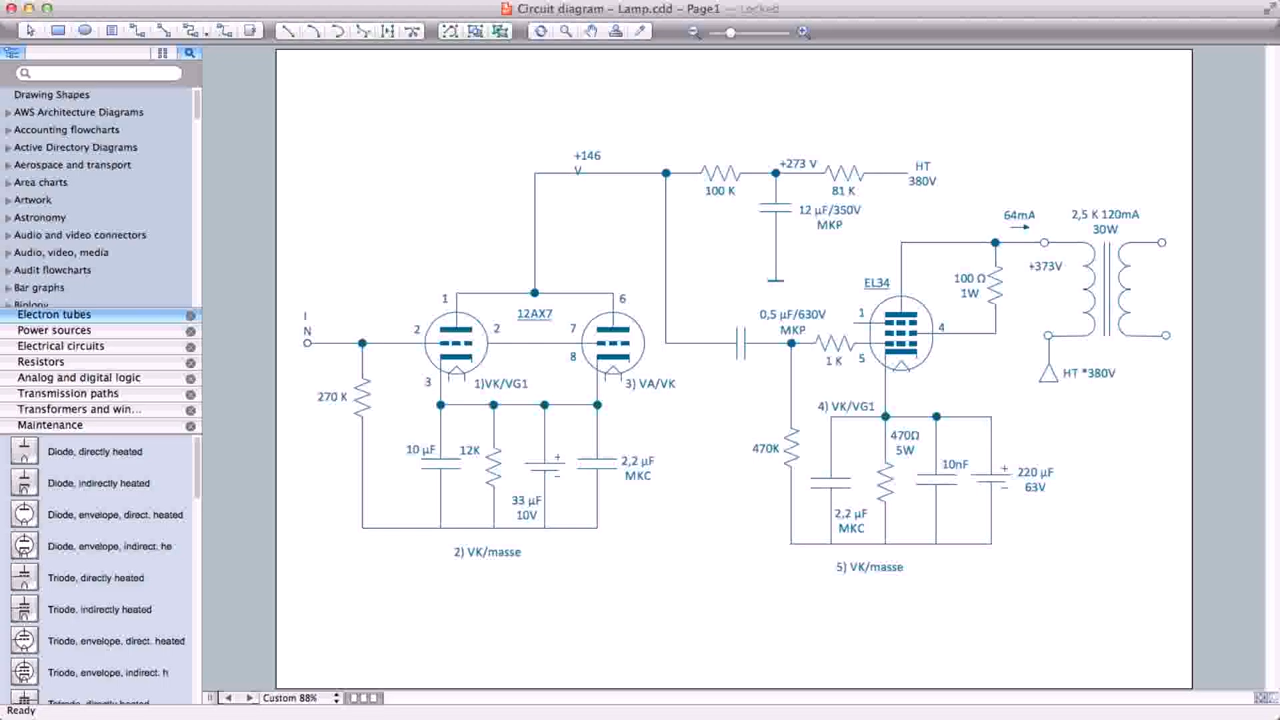 Circuit diagram – Lamp.cdd – Page1 — Locked
Drawing Shapes
AWS Architecture Diagrams
Accounting flowcharts
Active Directory Diagrams
Aerospace and transport
Area charts
Artwork
Astronomy
Audio and video connectors
Audio, video, media
Audit flowcharts
Bar graphs
Biology
Electron tubes
Power sources
Electrical circuits
Resistors
Analog and digital logic
Transmission paths
Transformers and win...
Maintenance
Diode, directly heated
Diode, indirectly heated
Diode, envelope, direct. heated
Diode, envelope, indirect. he
Triode, directly heated
Triode, indirectly heated
Triode, envelope, direct. heated
Triode, envelope, indirect. h
Tetrode, directly heated
+146
V
100 K
+273 V
81 K
HT
380V
12 µF/350V
MKP
64mA
2,5 K 120mA
30W
+373V
100 Ω
1W
EL34
1
4
5
HT *380V
1
6
12AX7
2
2
7
8
3
I
N
1)VK/VG1
3) VA/VK
270 K
10 µF
12K
+
–
33 µF
10V
2,2 µF
MKC
2) VK/masse
0,5 µF/630V
MKP
1 K
4) VK/VG1
470K
470Ω
5W
10nF
+
–
220 µF
63V
2,2 µF
MKC
5) VK/masse
Custom 88%
Ready